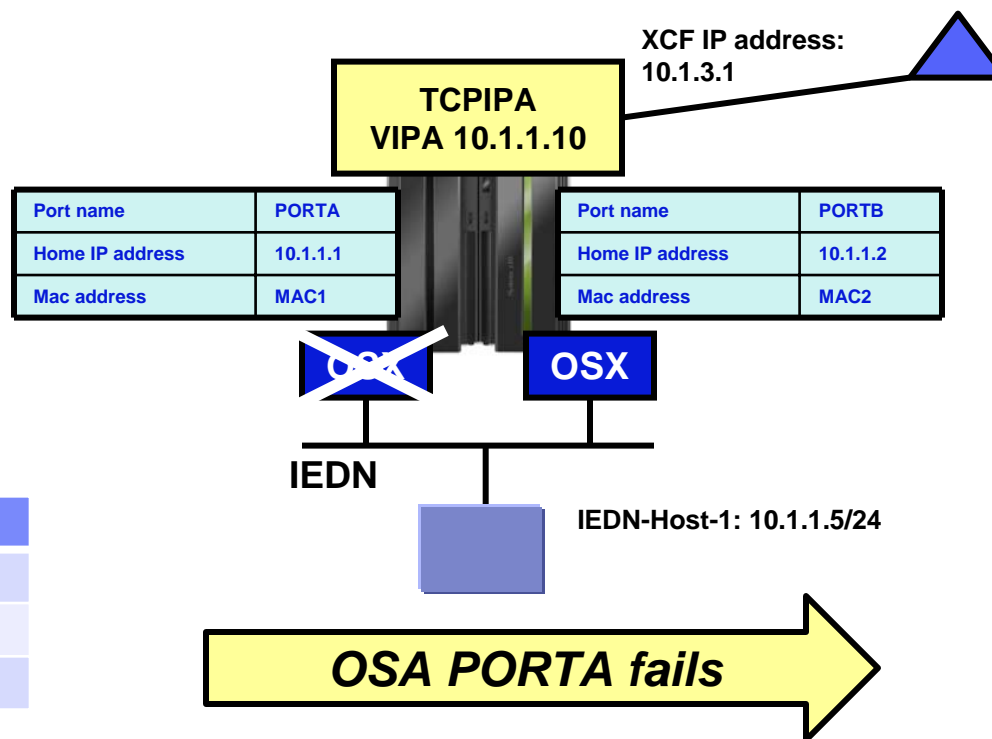 XCF IP address:
10.1.3.1
TCPIPA
VIPA 10.1.1.10
Port name PORTA
Home IP address 10.1.1.1
Mac address MAC1
Port name PORTB
Home IP address 10.1.1.2
Mac address MAC2
OSX
OSX
IEDN
IEDN-Host-1: 10.1.1.5/24
OSA PORTA fails